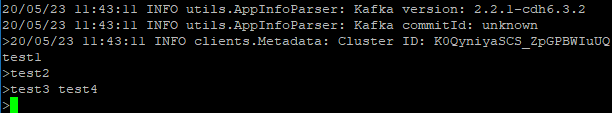 20/05/23 11:43:11 INFO utils.AppInfoParser: Kafka version: 2.2.1-cdh6.3.2
20/05/23 11:43:11 INFO utils.AppInfoParser: Kafka commitId: unknown
>20/05/23 11:43:11 INFO clients.Metadata: Cluster ID: K0QyniyaSCS_ZpGPBWIuUQ
test1
>test2
>test3 test4
>